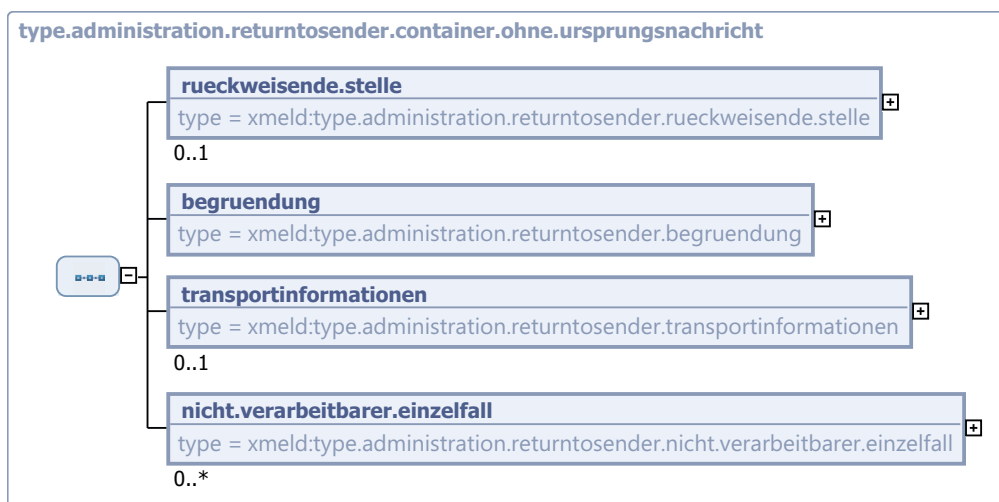 type.administration.returntosender.container.ohne.ursprungsnachricht
rueckweisende.stelle
type = xmeld:type.administration.returntosender.rueckweisende.stelle
0..1
begruendung
type = xmeld:type.administration.returntosender.begruendung
transportinformationen
type = xmeld:type.administration.returntosender.transportinformationen
0..1
nicht.verarbeitbarer.einzelfall
type = xmeld:type.administration.returntosender.nicht.verarbeitbarer.einzelfall
0..*